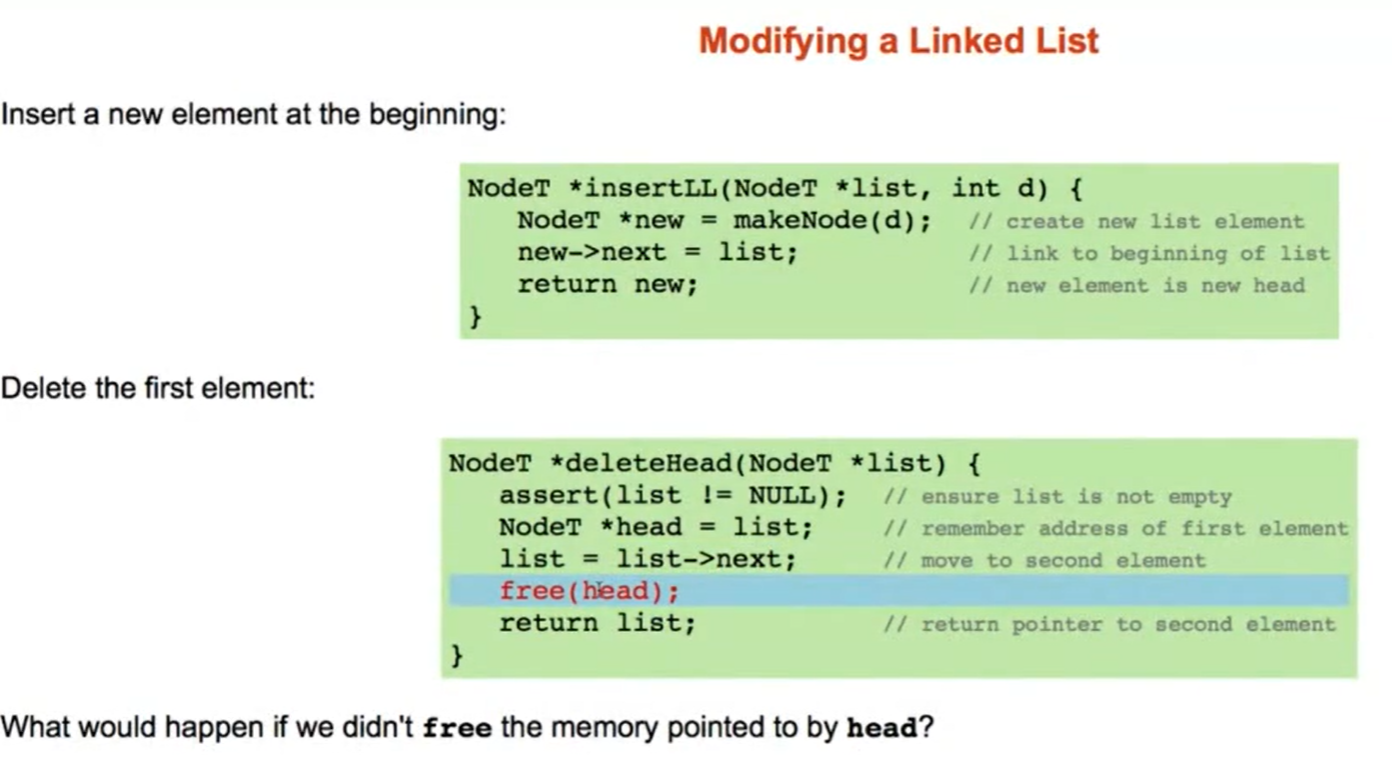 Modifying a Linked List
Insert a new element at the beginning:
NodeT *insertLL(NodeT *list, int d) {
   NodeT *new = makeNode(d);  // create new list element
   new->next = list;          // link to beginning of list
   return new;                // new element is new head
}
Delete the first element:
NodeT *deleteHead(NodeT *list) {
   assert(list != NULL);  // ensure list is not empty
   NodeT *head = list;    // remember address of first element
   list = list->next;     // move to second element
   free(head);
   return list;           // return pointer to second element
}
What would happen if we didn't free the memory pointed to by head?